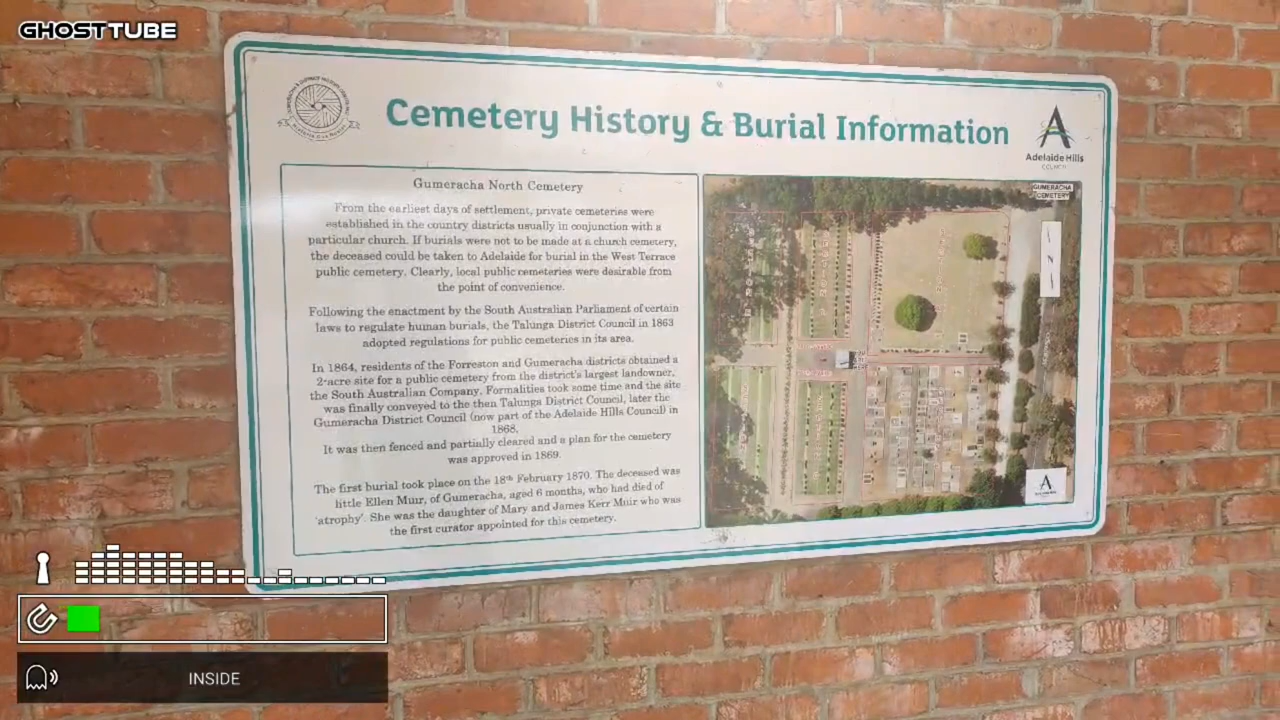 GHOSTTUBE
Cemetery History & Burial Information
Adelaide Hills
COUNCIL
Gumeracha North Cemetery
From the earliest days of settlement, private cemeteries were
established in the country districts usually in conjunction with a
particular church. If burials were not to be made at a church cemetery,
the deceased could be taken to Adelaide for burial in the West Terrace
public cemetery. Clearly, local public cemeteries were desirable from
the point of convenience.
Following the enactment by the South Australian Parliament of certain
laws to regulate human burials, the Talunga District Council in 1863
adopted regulations for public cemeteries in its area.
In 1864, residents of the Forreston and Gumeracha districts obtained a
2-acre site for a public cemetery from the district's largest landowner,
the South Australian Company. Formalities took some time and the site
was finally conveyed to the then Talunga District Council, later the
Gumeracha District Council (now part of the Adelaide Hills Council) in
1868.
It was then fenced and partially cleared and a plan for the cemetery
was approved in 1869.
The first burial took place on the 18th February 1870. The deceased was
little Ellen Muir, of Gumeracha, aged 6 months, who had died of
'atrophy'. She was the daughter of Mary and James Kerr Muir who was
the first curator appointed for this cemetery.
GUMERACHA
CEMETERY
N
INSIDE